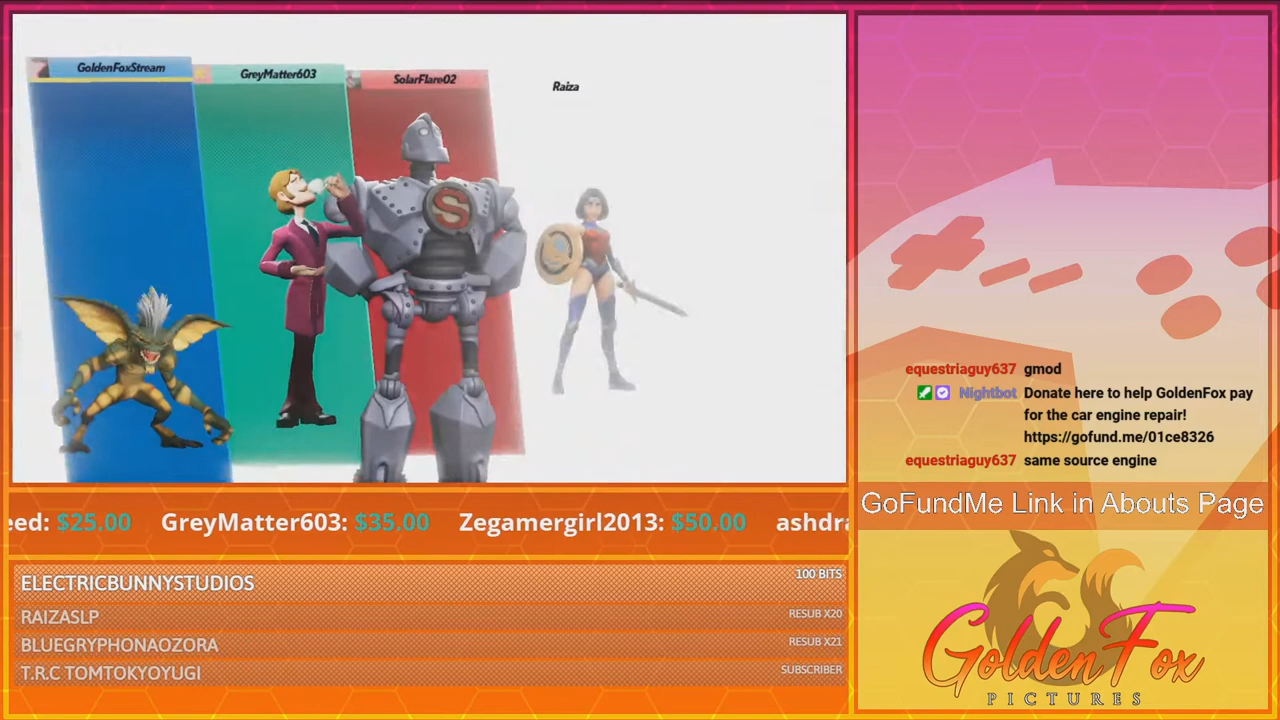 GoldenFoxStream
GreyMatter603
SolarFlare02
Raiza
S
equestriaguy637 gmod
Nightbot Donate here to help GoldenFox pay
for the car engine repair!
https://gofund.me/01ce8326
equestriaguy637 same source engine
GoFundMe Link in Abouts Page
eed: $25.00 GreyMatter603: $35.00 Zegamergirl2013: $50.00 ashdra
ELECTRICBUNNYSTUDIOS 100 BITS
RAIZASLP RESUB X20
BLUEGRYPHONAOZORA RESUB X21
T.R.C TOMTOKYOYUGI SUBSCRIBER
GoldenFox
PICTURES